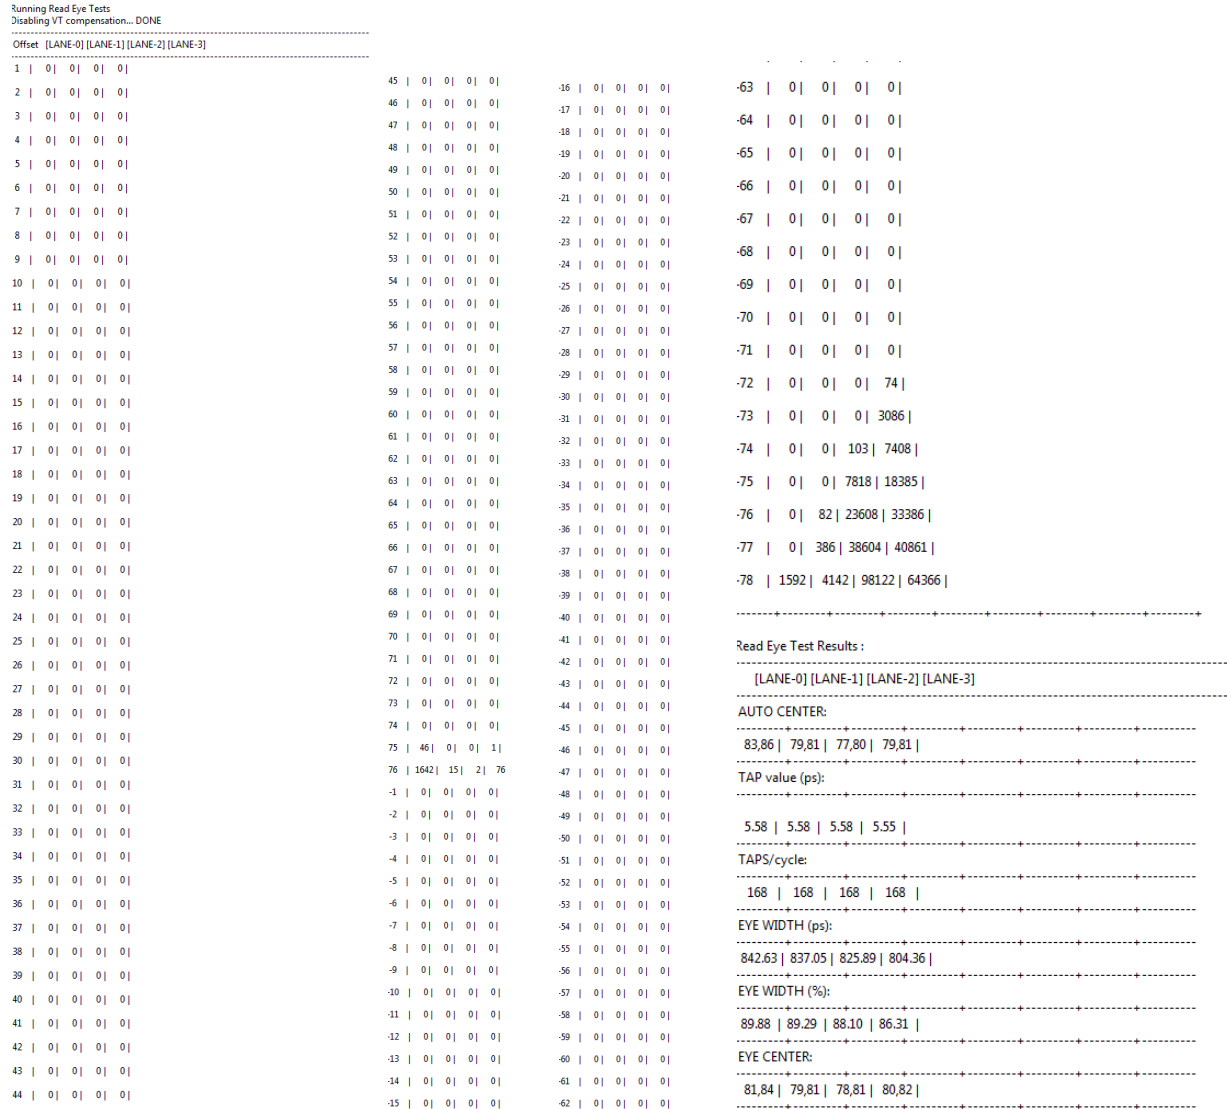 Running Read Eye Tests
Disabling VT compensation... DONE
--------------------------------------------------------------------------------
Offset [LANE-0] [LANE-1] [LANE-2] [LANE-3]
--------------------------------------------------------------------------------
1 | 0| 0| 0| 0|
2 | 0| 0| 0| 0|
3 | 0| 0| 0| 0|
4 | 0| 0| 0| 0|
5 | 0| 0| 0| 0|
6 | 0| 0| 0| 0|
7 | 0| 0| 0| 0|
8 | 0| 0| 0| 0|
9 | 0| 0| 0| 0|
10 | 0| 0| 0| 0|
11 | 0| 0| 0| 0|
12 | 0| 0| 0| 0|
13 | 0| 0| 0| 0|
14 | 0| 0| 0| 0|
15 | 0| 0| 0| 0|
16 | 0| 0| 0| 0|
17 | 0| 0| 0| 0|
18 | 0| 0| 0| 0|
19 | 0| 0| 0| 0|
20 | 0| 0| 0| 0|
21 | 0| 0| 0| 0|
22 | 0| 0| 0| 0|
23 | 0| 0| 0| 0|
24 | 0| 0| 0| 0|
25 | 0| 0| 0| 0|
26 | 0| 0| 0| 0|
27 | 0| 0| 0| 0|
28 | 0| 0| 0| 0|
29 | 0| 0| 0| 0|
30 | 0| 0| 0| 0|
31 | 0| 0| 0| 0|
32 | 0| 0| 0| 0|
33 | 0| 0| 0| 0|
34 | 0| 0| 0| 0|
35 | 0| 0| 0| 0|
36 | 0| 0| 0| 0|
37 | 0| 0| 0| 0|
38 | 0| 0| 0| 0|
39 | 0| 0| 0| 0|
40 | 0| 0| 0| 0|
41 | 0| 0| 0| 0|
42 | 0| 0| 0| 0|
43 | 0| 0| 0| 0|
44 | 0| 0| 0| 0|
45 | 0| 0| 0| 0|
46 | 0| 0| 0| 0|
47 | 0| 0| 0| 0|
48 | 0| 0| 0| 0|
49 | 0| 0| 0| 0|
50 | 0| 0| 0| 0|
51 | 0| 0| 0| 0|
52 | 0| 0| 0| 0|
53 | 0| 0| 0| 0|
54 | 0| 0| 0| 0|
55 | 0| 0| 0| 0|
56 | 0| 0| 0| 0|
57 | 0| 0| 0| 0|
58 | 0| 0| 0| 0|
59 | 0| 0| 0| 0|
60 | 0| 0| 0| 0|
61 | 0| 0| 0| 0|
62 | 0| 0| 0| 0|
63 | 0| 0| 0| 0|
64 | 0| 0| 0| 0|
65 | 0| 0| 0| 0|
66 | 0| 0| 0| 0|
67 | 0| 0| 0| 0|
68 | 0| 0| 0| 0|
69 | 0| 0| 0| 0|
70 | 0| 0| 0| 0|
71 | 0| 0| 0| 0|
72 | 0| 0| 0| 0|
73 | 0| 0| 0| 0|
74 | 0| 0| 0| 0|
75 | 46| 0| 0| 1|
76 | 1642| 15| 2| 76
-1 | 0| 0| 0| 0|
-2 | 0| 0| 0| 0|
-3 | 0| 0| 0| 0|
-4 | 0| 0| 0| 0|
-5 | 0| 0| 0| 0|
-6 | 0| 0| 0| 0|
-7 | 0| 0| 0| 0|
-8 | 0| 0| 0| 0|
-9 | 0| 0| 0| 0|
-10 | 0| 0| 0| 0|
-11 | 0| 0| 0| 0|
-12 | 0| 0| 0| 0|
-13 | 0| 0| 0| 0|
-14 | 0| 0| 0| 0|
-15 | 0| 0| 0| 0|
-16 | 0| 0| 0| 0|
-17 | 0| 0| 0| 0|
-18 | 0| 0| 0| 0|
-19 | 0| 0| 0| 0|
-20 | 0| 0| 0| 0|
-21 | 0| 0| 0| 0|
-22 | 0| 0| 0| 0|
-23 | 0| 0| 0| 0|
-24 | 0| 0| 0| 0|
-25 | 0| 0| 0| 0|
-26 | 0| 0| 0| 0|
-27 | 0| 0| 0| 0|
-28 | 0| 0| 0| 0|
-29 | 0| 0| 0| 0|
-30 | 0| 0| 0| 0|
-31 | 0| 0| 0| 0|
-32 | 0| 0| 0| 0|
-33 | 0| 0| 0| 0|
-34 | 0| 0| 0| 0|
-35 | 0| 0| 0| 0|
-36 | 0| 0| 0| 0|
-37 | 0| 0| 0| 0|
-38 | 0| 0| 0| 0|
-39 | 0| 0| 0| 0|
-40 | 0| 0| 0| 0|
-41 | 0| 0| 0| 0|
-42 | 0| 0| 0| 0|
-43 | 0| 0| 0| 0|
-44 | 0| 0| 0| 0|
-45 | 0| 0| 0| 0|
-46 | 0| 0| 0| 0|
-47 | 0| 0| 0| 0|
-48 | 0| 0| 0| 0|
-49 | 0| 0| 0| 0|
-50 | 0| 0| 0| 0|
-51 | 0| 0| 0| 0|
-52 | 0| 0| 0| 0|
-53 | 0| 0| 0| 0|
-54 | 0| 0| 0| 0|
-55 | 0| 0| 0| 0|
-56 | 0| 0| 0| 0|
-57 | 0| 0| 0| 0|
-58 | 0| 0| 0| 0|
-59 | 0| 0| 0| 0|
-60 | 0| 0| 0| 0|
-61 | 0| 0| 0| 0|
-62 | 0| 0| 0| 0|
-63 | 0| 0| 0| 0|
-64 | 0| 0| 0| 0|
-65 | 0| 0| 0| 0|
-66 | 0| 0| 0| 0|
-67 | 0| 0| 0| 0|
-68 | 0| 0| 0| 0|
-69 | 0| 0| 0| 0|
-70 | 0| 0| 0| 0|
-71 | 0| 0| 0| 0|
-72 | 0| 0| 0| 74|
-73 | 0| 0| 0| 3086|
-74 | 0| 0| 103| 7408|
-75 | 0| 0| 7818| 18385|
-76 | 0| 82| 23608| 33386|
-77 | 0| 386| 38604| 40861|
-78 | 1592| 4142| 98122| 64366|
-------+--------+--------+--------+--------+--------+--------+--------+
Read Eye Test Results :
--------------------------------------------------------------------------------
[LANE-0] [LANE-1] [LANE-2] [LANE-3]
--------------------------------------------------------------------------------
AUTO CENTER:
--------+---------+---------+---------+---------+---------+---------+----------
83,86| 79,81| 77,80| 79,81|
--------+---------+---------+---------+---------+---------+---------+----------
TAP value (ps):
--------+---------+---------+---------+---------+---------+---------+----------
5.58 | 5.58 | 5.58 | 5.55 |
--------+---------+---------+---------+---------+---------+---------+----------
TAPS/cycle:
--------+---------+---------+---------+---------+---------+---------+----------
168 | 168 | 168 | 168 |
--------+---------+---------+---------+---------+---------+---------+----------
EYE WIDTH (ps):
--------+---------+---------+---------+---------+---------+---------+----------
842.63| 837.05| 825.89| 804.36|
--------+---------+---------+---------+---------+---------+---------+----------
EYE WIDTH (%):
--------+---------+---------+---------+---------+---------+---------+----------
89.88 | 89.29 | 88.10 | 86.31 |
--------+---------+---------+---------+---------+---------+---------+----------
EYE CENTER:
--------+---------+---------+---------+---------+---------+---------+----------
81,84| 79,81| 78,81| 80,82|
--------+---------+---------+---------+---------+---------+---------+----------